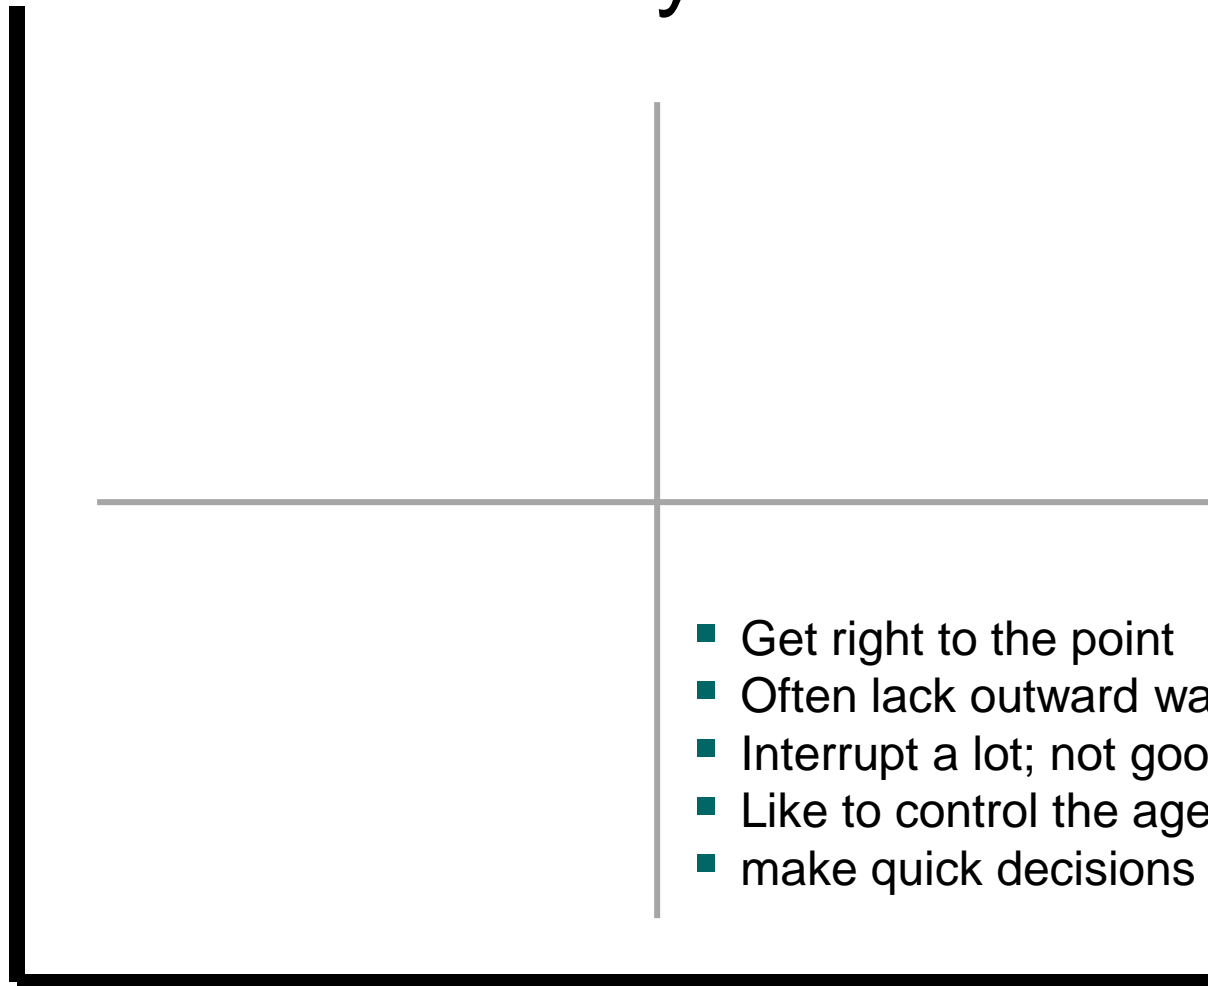 Get right to the point
Often lack outward
Interrupt a lot; not
Like to control the
make quick decisions